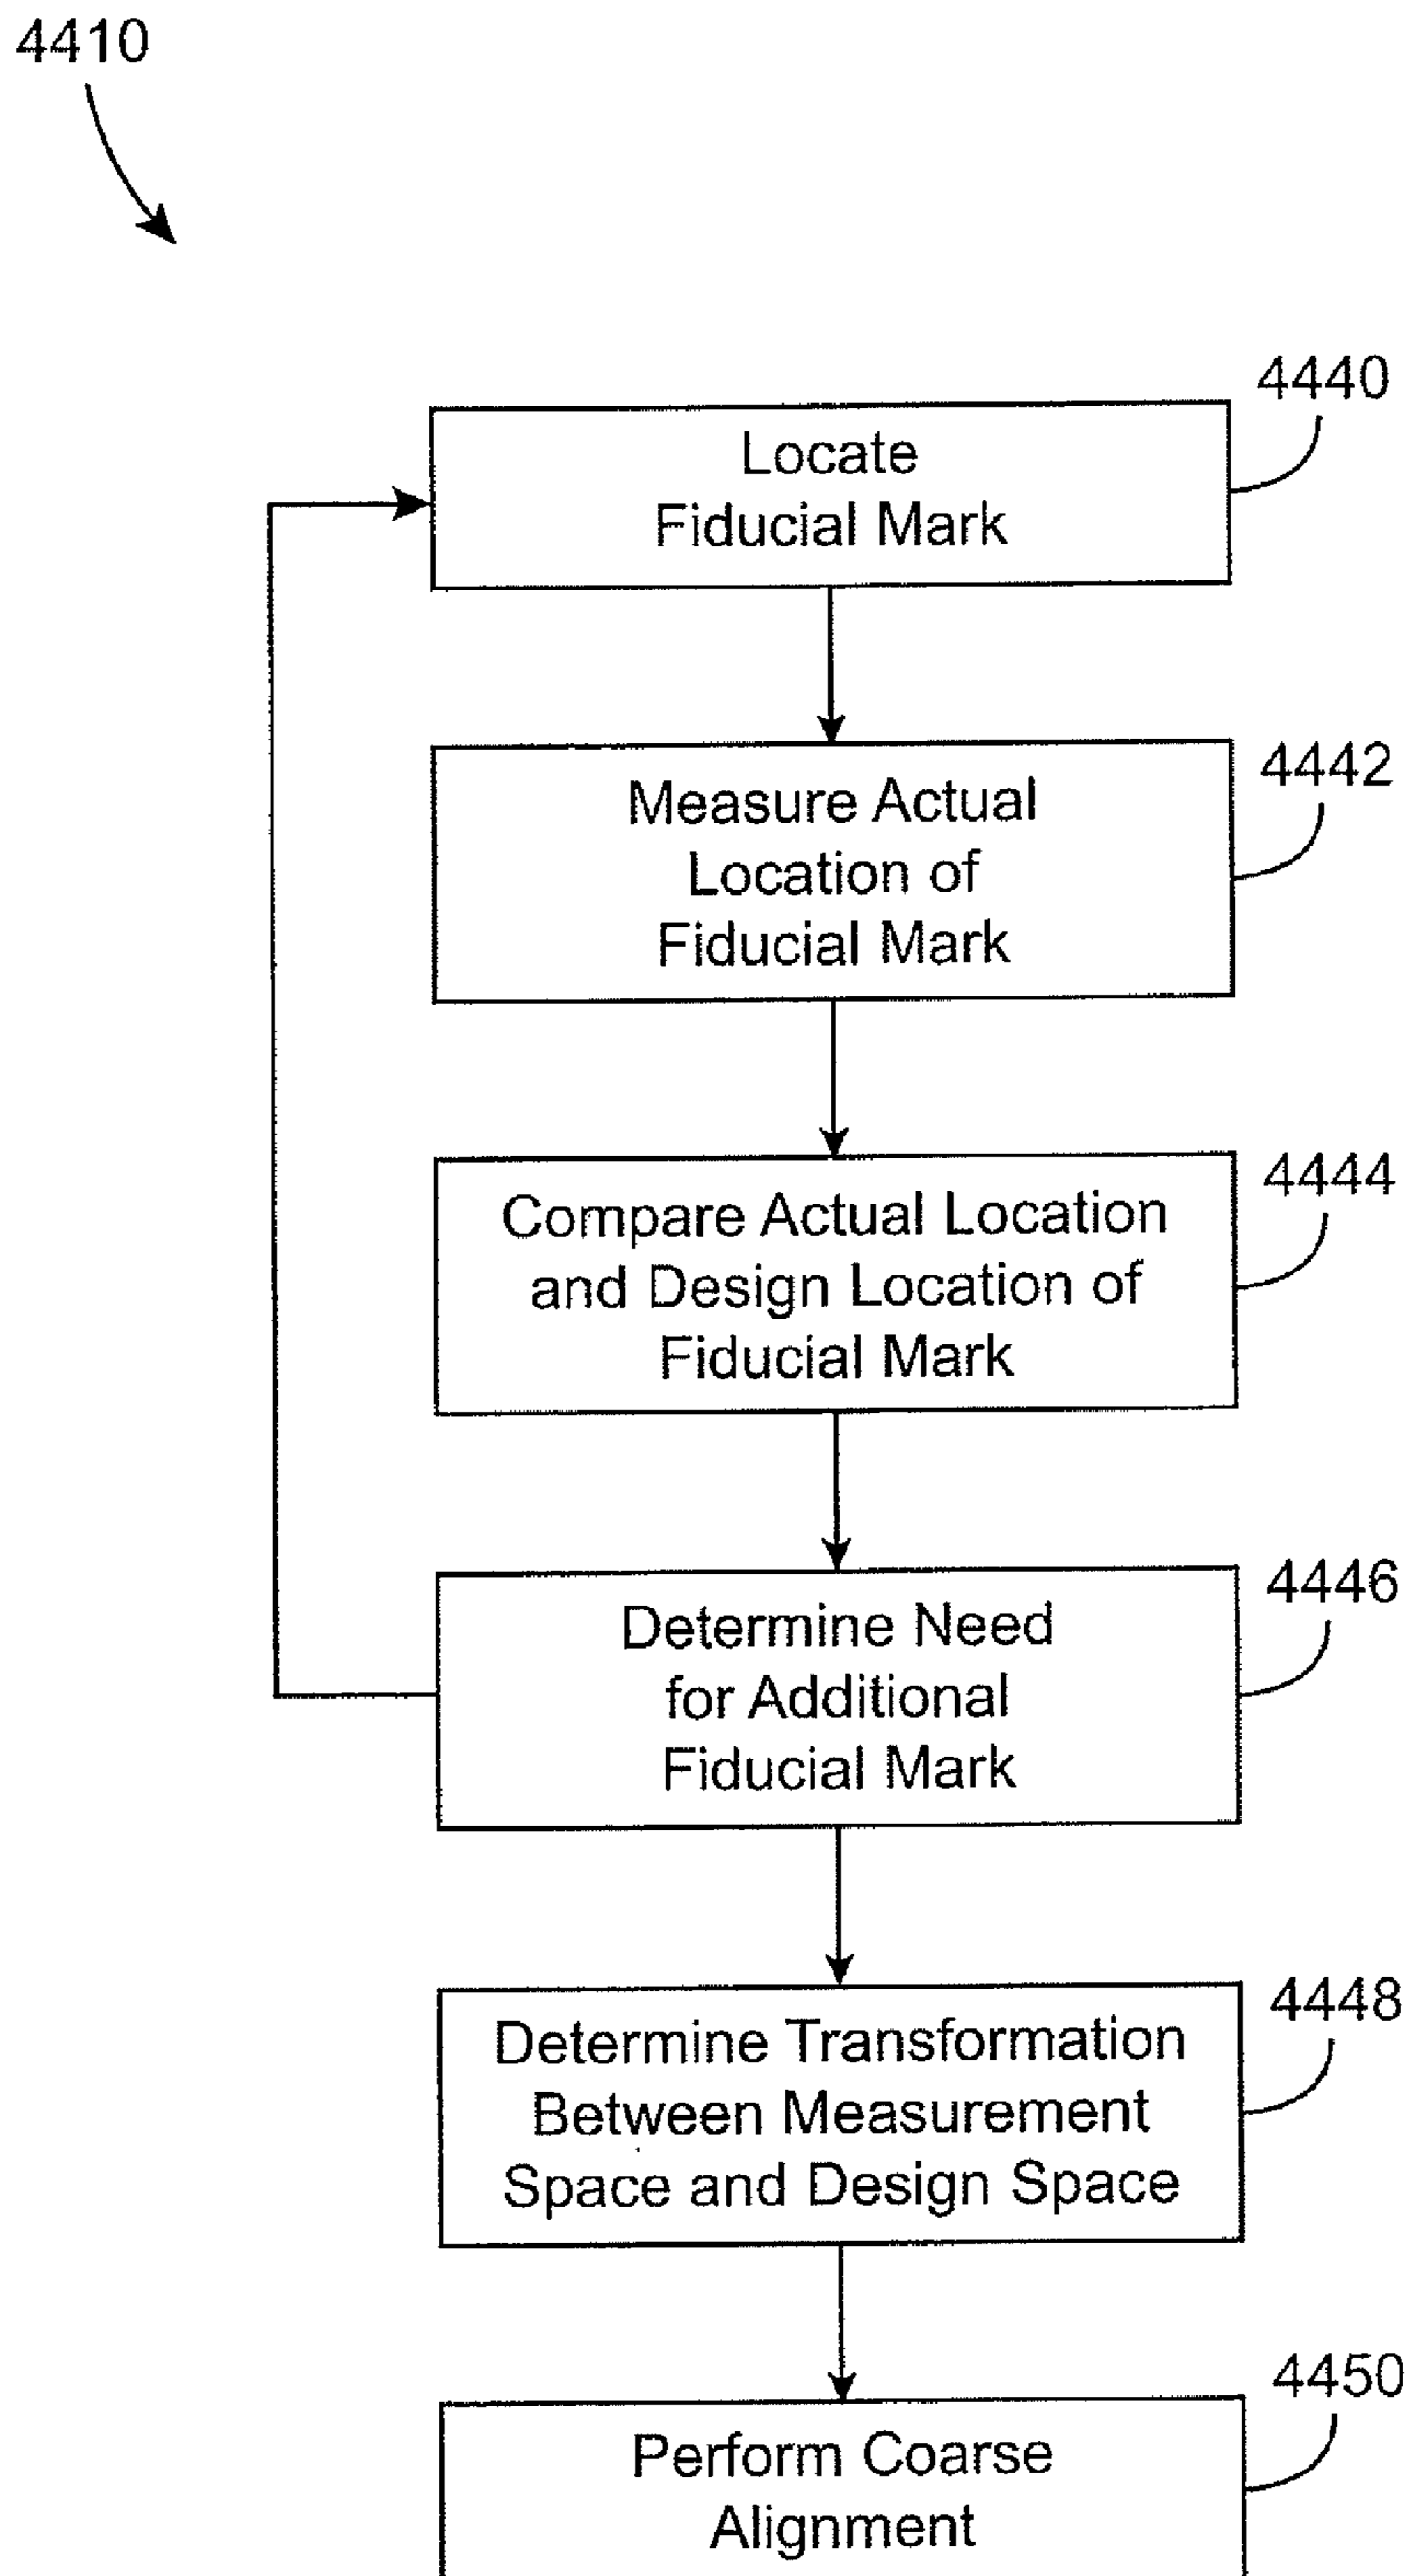 4410
4440
Locate
Fiducial Mark
4442
Measure Actual
Location of
Fiducial Mark
4444
Compare Actual Location
and Design Location of
Fiducial Mark
4446
Determine Need
for Additional
Fiducial Mark
4448
Determine Transformation
Between Measurement
Space and Design Space
4450
Perform Coarse
Alignment